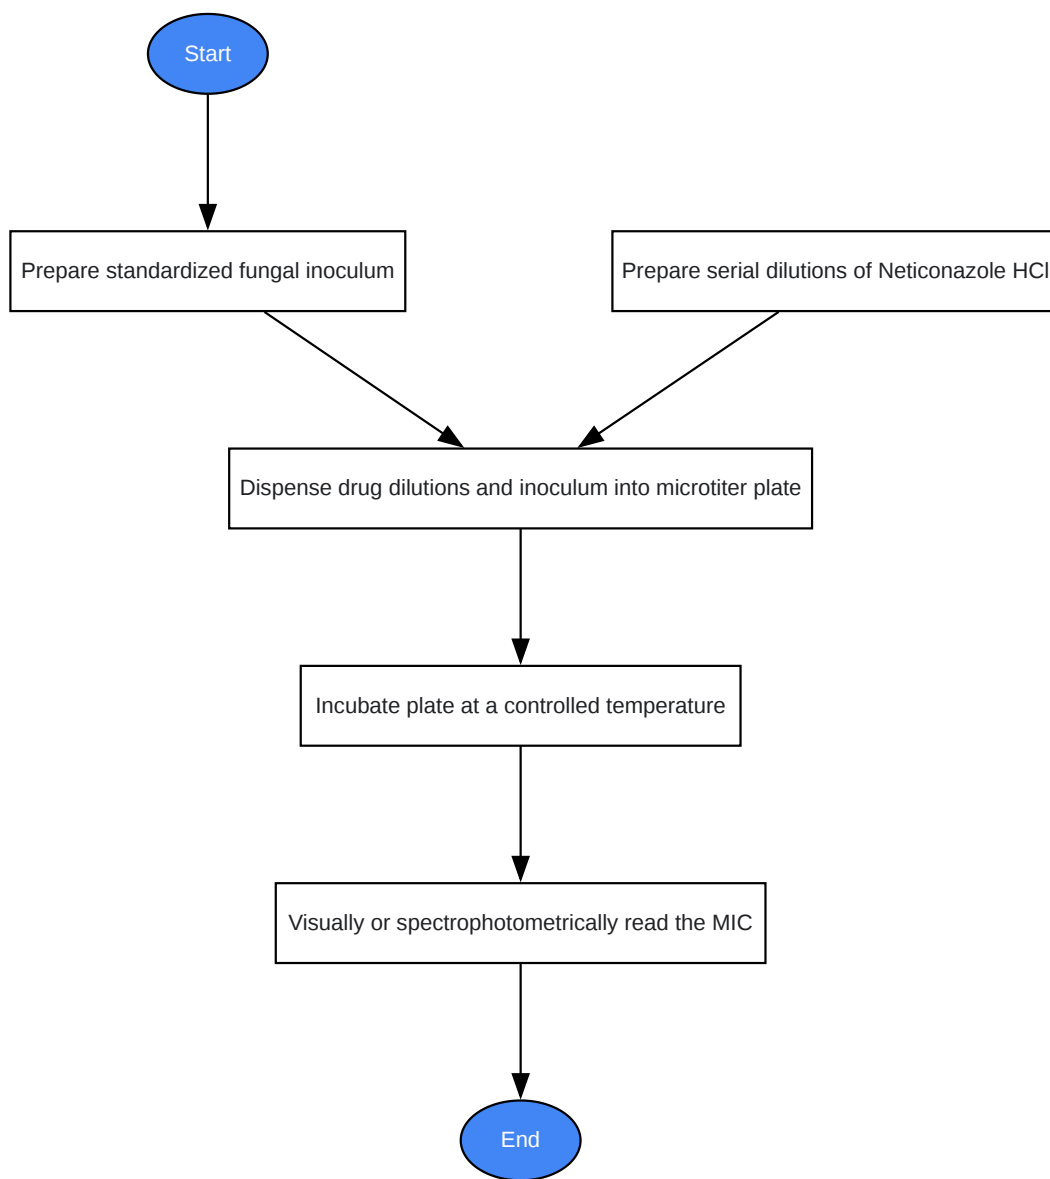 Start
Prepare standardized fungal inoculum
Prepare serial dilutions of Neticonazole HCl
Dispense drug dilutions and inoculum into microtiter plate
Incubate plate at a controlled temperature
Visually or spectrophotometrically read the MIC
End